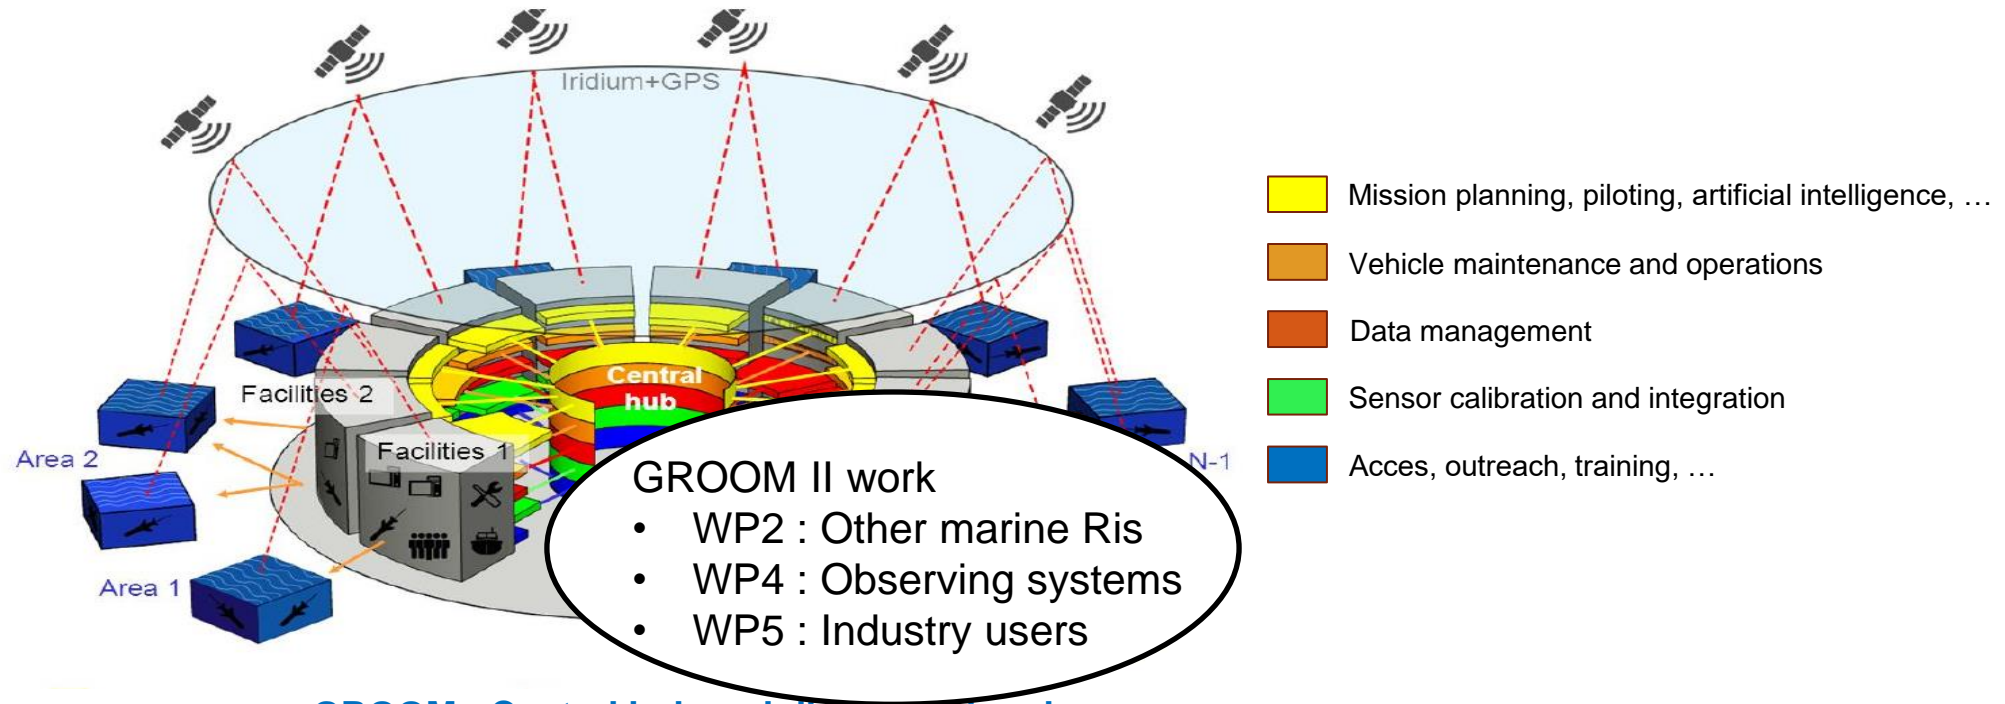 Iridium+GPS
Mission planning, piloting, artificial intelligence, …
Vehicle maintenance and operations
Data management
Sensor calibration and integration
Acces, outreach, training, …
Central
hub
Facilities 2
Facilities 1
Area 2
Area 1
N-1
GROOM II work
• WP2 : Other marine Ris
• WP4 : Observing systems
• WP5 : Industry users